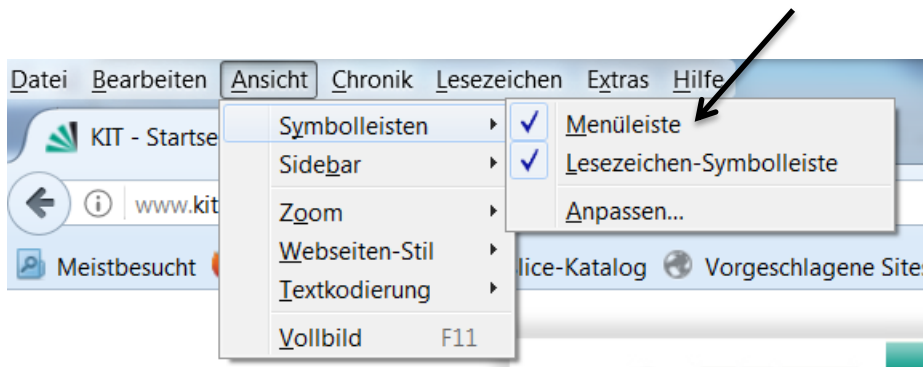 Datei Bearbeiten Ansicht Chronik Lesezeichen Extras Hilfe
KIT - Startse
www.kit
Meistbesucht lice-Katalog Vorgeschlagene Sites
Symbolleisten
Sidebar
Zoom
Webseiten-Stil
Textkodierung
Vollbild F11
Menüleiste
Lesezeichen-Symbolleiste
Anpassen...